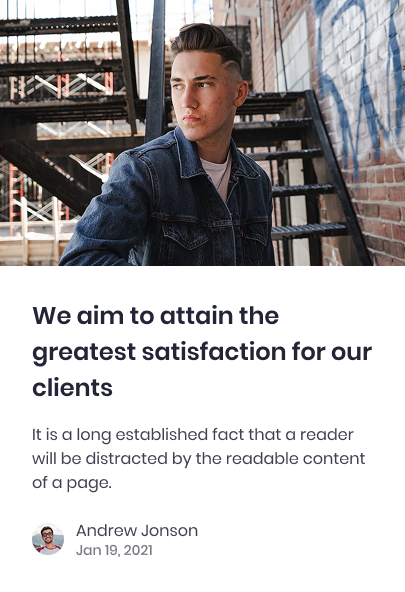 We aim to attain the
greatest satisfaction for our
clients
It is a long established fact that a reader
will be distracted by the readable content
of a page.
Andrew Jonson
Jan 19, 2021